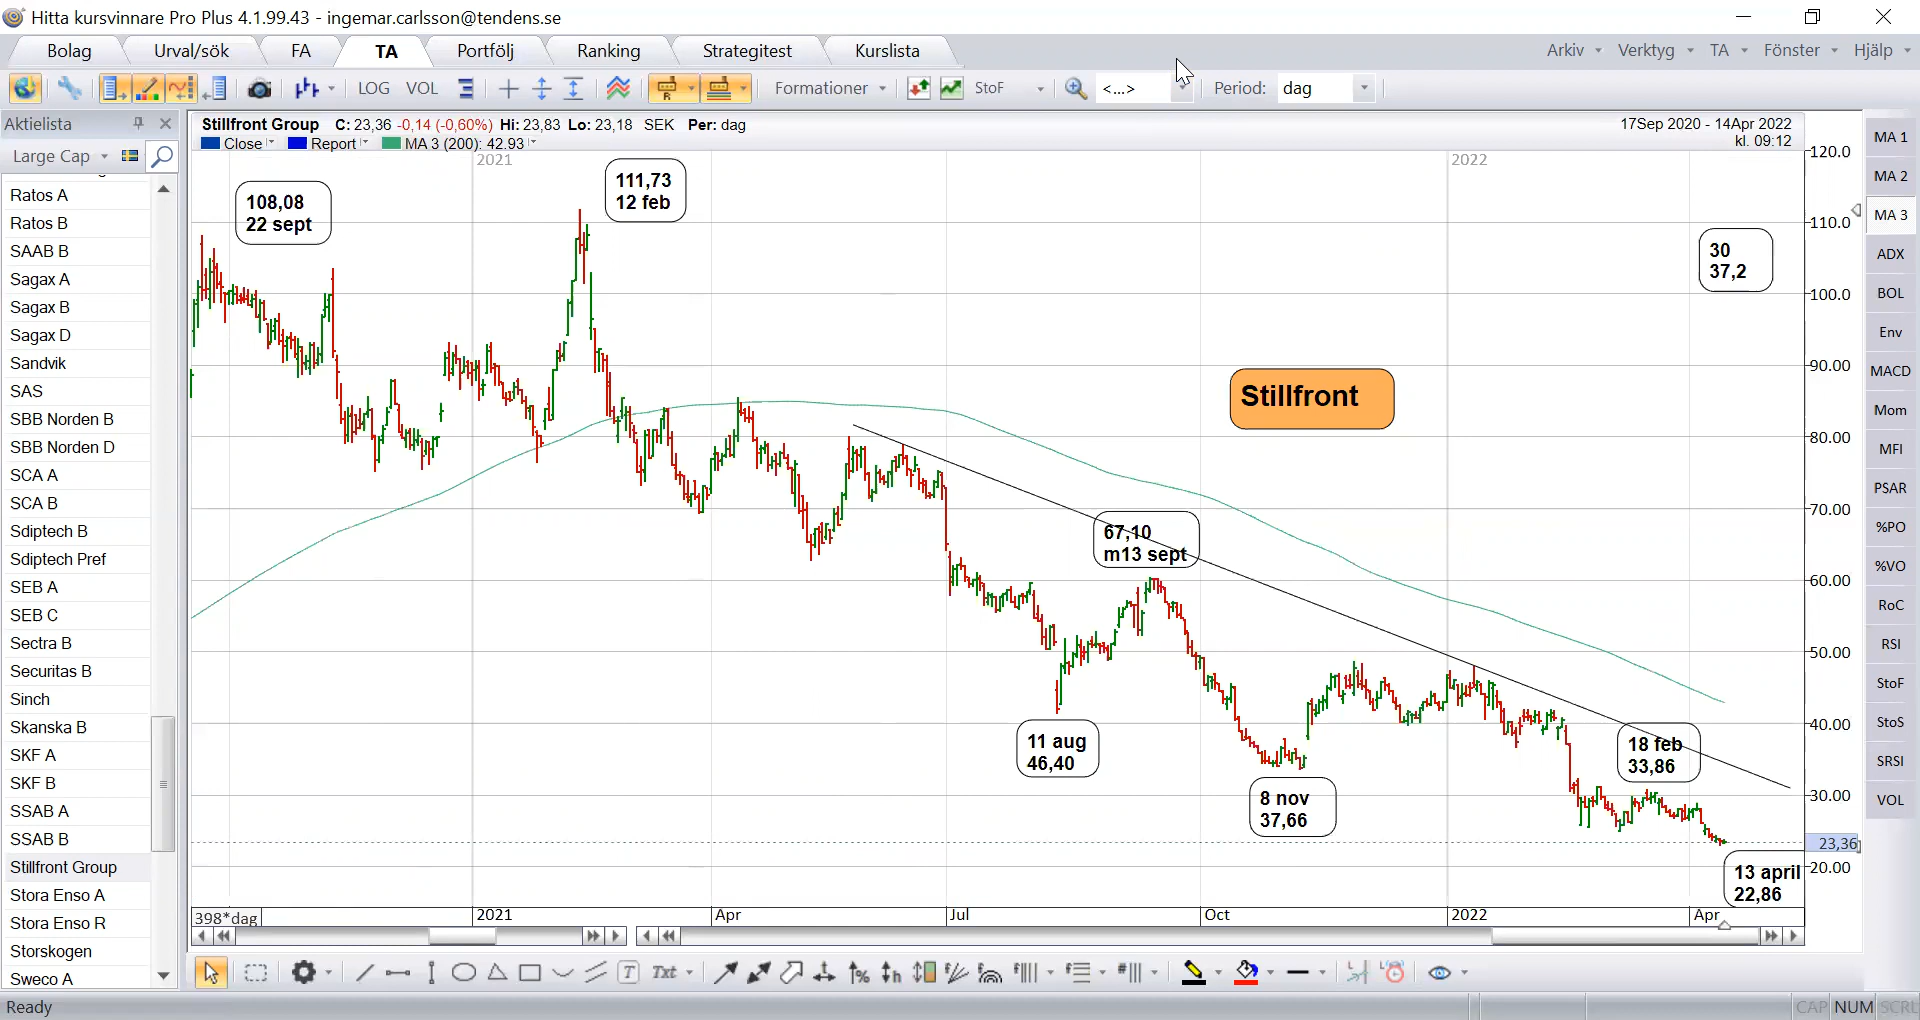 Hitta kursvinnare Pro Plus 4.1.99.43 - ingemar.carlsson@tendens.se
Bolag
Urval/sök
FA
TA
Portfölj
Ranking
Strategitest
Kurslista
Arkiv
Verktyg
TA
Fönster
Hjälp
LOG
VOL
R
Formationer
StoF
<...>
Period:
dag
Aktielista
Large Cap
Ratos A
Ratos B
SAAB B
Sagax A
Sagax B
Sagax D
Sandvik
SAS
SBB Norden B
SBB Norden D
SCA A
SCA B
Sdiptech B
Sdiptech Pref
SEB A
SEB C
Sectra B
Securitas B
Sinch
Skanska B
SKF A
SKF B
SSAB A
SSAB B
Stillfront Group
Stora Enso A
Stora Enso R
Storskogen
Sweco A
Stillfront Group C: 23,36 -0,14 (-0,60%) Hi: 23,83 Lo: 23,18 SEK Per: dag
17Sep 2020 - 14Apr 2022
Close
Report
MA 3 (200): 42.93
kl. 09:12
2021
2022
108,08
22 sept
111,73
12 feb
30
37,2
Stillfront
67,10
m13 sept
11 aug
46,40
8 nov
37,66
18 feb
33,86
13 april
22,86
120.0
110.0
100.0
90.00
80.00
70.00
60.00
50.00
40.00
30.00
23,36
20.00
398*dag
2021
Apr
Jul
Oct
2022
Apr
MA 1
MA 2
MA 3
ADX
BOL
Env
MACD
Mom
MFI
PSAR
%PO
%VO
RoC
RSI
StoF
StoS
SRSI
VOL
T
Txt
Ready
CAP
NUM
SCRL